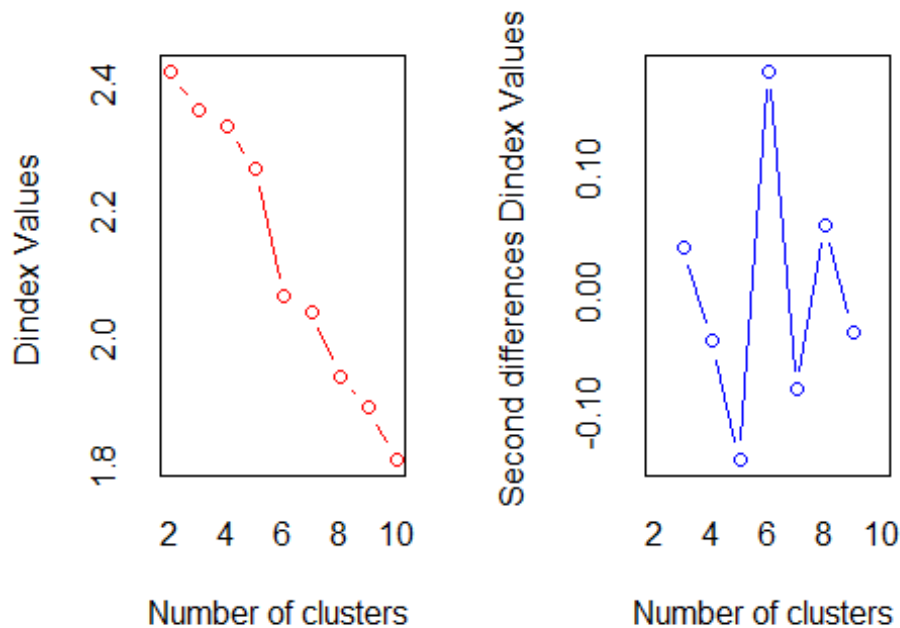 Dindex Values
2.4
2.2
2.0
1.8
2 4 6 8 10
Number of clusters
Second differences Dindex Values
0.10
0.00
-0.10
2 4 6 8 10
Number of clusters